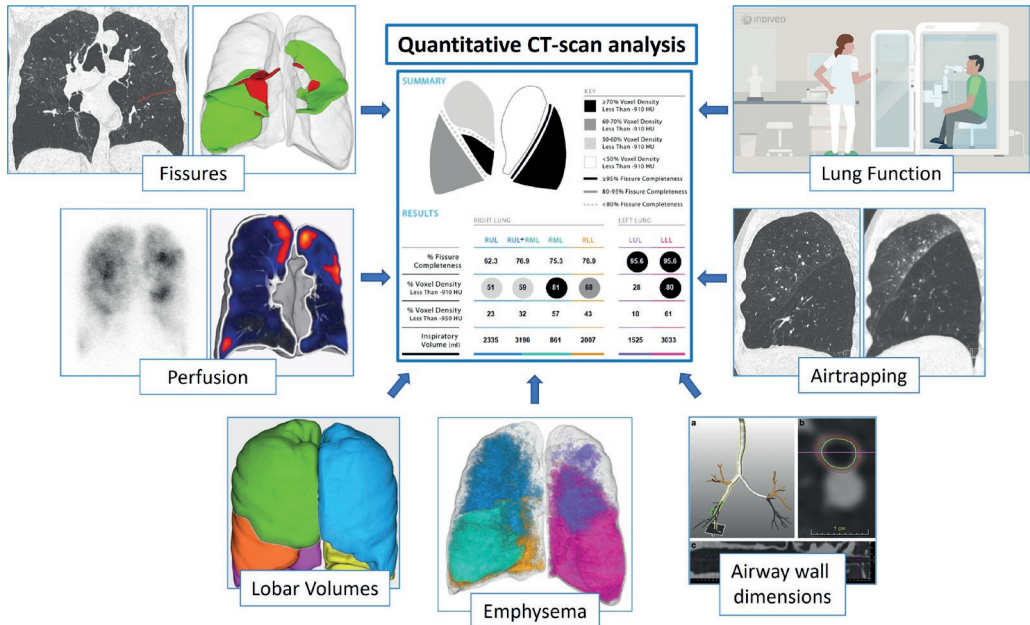 Quantitative CT-scan analysis
SUMMARY
KEY
≥70% Voxel Density
Less Than -910 HU
60-70% Voxel Density
Less Than -910 HU
50-60% Voxel Density
Less Than -910 HU
<50% Voxel Density
Less Than -910 HU
≥95% Fissure Completeness
80-95% Fissure Completeness
<80% Fissure Completeness
RESULTS
RIGHT LUNG LEFT LUNG
RUL RUL+RML RML RLL LUL LLL
% Fissure
Completeness
62.3 76.9 75.3 76.9 95.6 95.6
% Voxel Density
Less Than -910 HU
51 59 81 68 28 80
% Voxel Density
Less Than -950 HU
23 32 57 43 10 61
Inspiratory
Volume (ml)
2335 3196 861 2007 1525 3033
Fissures
INDIVEO
Lung Function
Perfusion
Airtrapping
Lobar Volumes
Emphysema
a
b
1 cm
c
Airway wall
dimensions